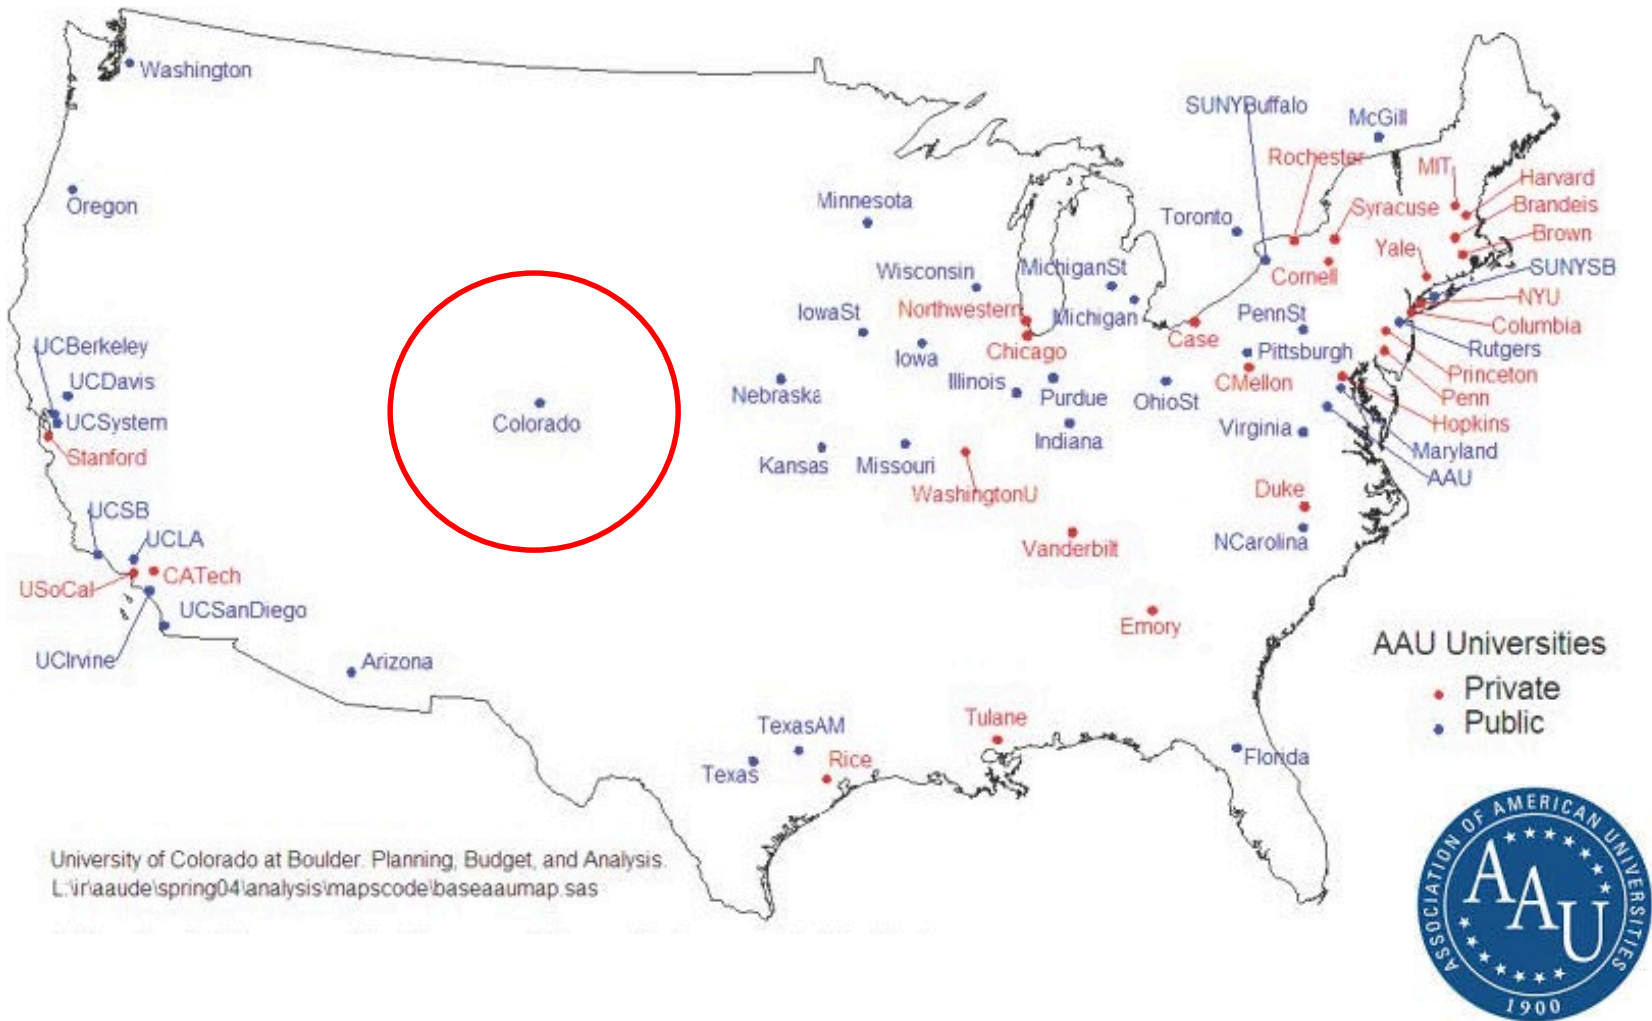 Washington
SUNYBuffalo
McGill
Rochester
MIT
Harvard
Oregon
Minnesota
Toronto
Syracuse
Brandeis
Brown
Yale
Wisconsin
MichiganSt
Cornell
SUNYSB
IowaSt
Northwestern
Michigan
PennSt
NYU
Columbia
UCBerkeley
Iowa
Chicago
Case
Pittsburgh
Rutgers
UCDavis
Nebraska
Illinois
Purdue
OhioSt
CMellon
Princeton
Penn
UCSystem
Colorado
Indiana
Virginia
Hopkins
Stanford
Kansas
Missouri
Maryland
WashingtonU
AAU
UCSB
Duke
UCLA
Vanderbilt
NCarolina
USoCal
CATech
UCSanDiego
Emory
UCIrvine
Arizona
AAU Universities
Private
Public
TexasAM
Tulane
Texas
Rice
Florida
University of Colorado at Boulder. Planning, Budget, and Analysis.
L:\ir\aaude\spring04\analysis\mapscode\baseaaumap.sas
ASSOCIATION OF AMERICAN UNIVERSITIES
AAU
1900